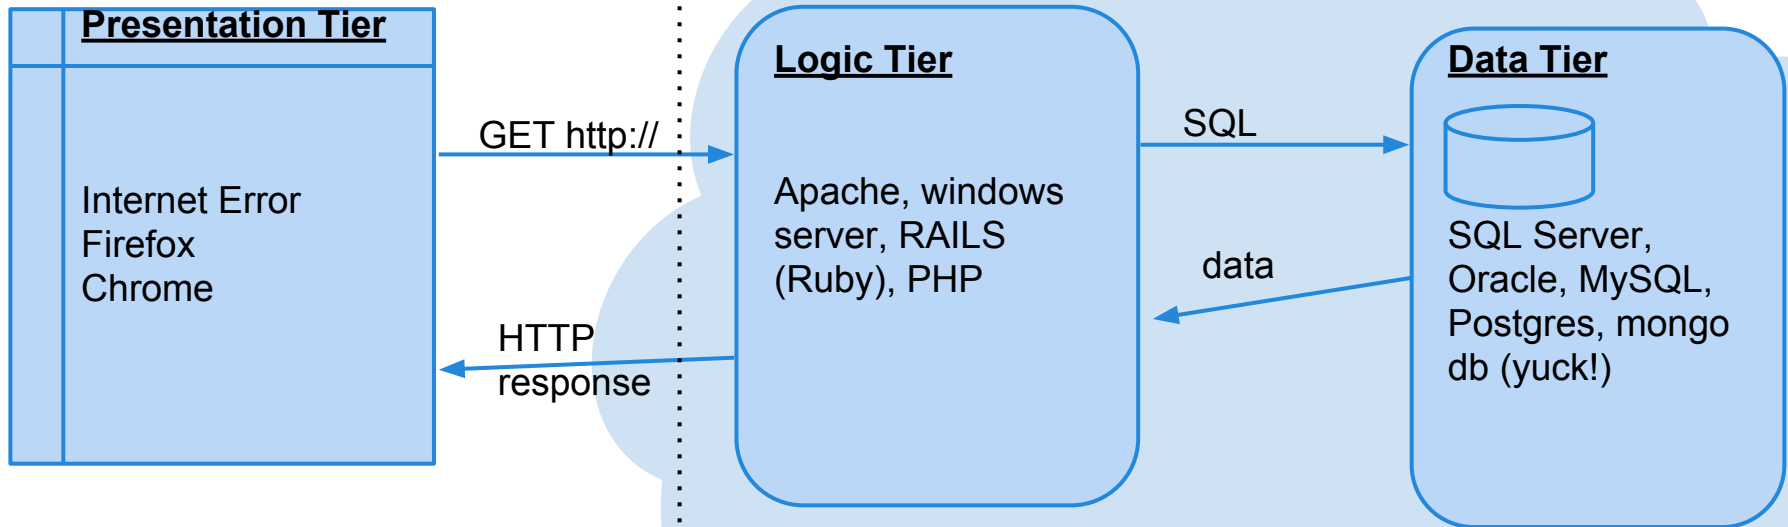 Presentation Tier
Internet Error
Firefox
Chrome
GET http://
HTTP
response
Logic Tier
Apache, windows
server, RAILS
(Ruby), PHP
SQL
data
Data Tier
SQL Server,
Oracle, MySQL,
Postgres, mongo
db (yuck!)